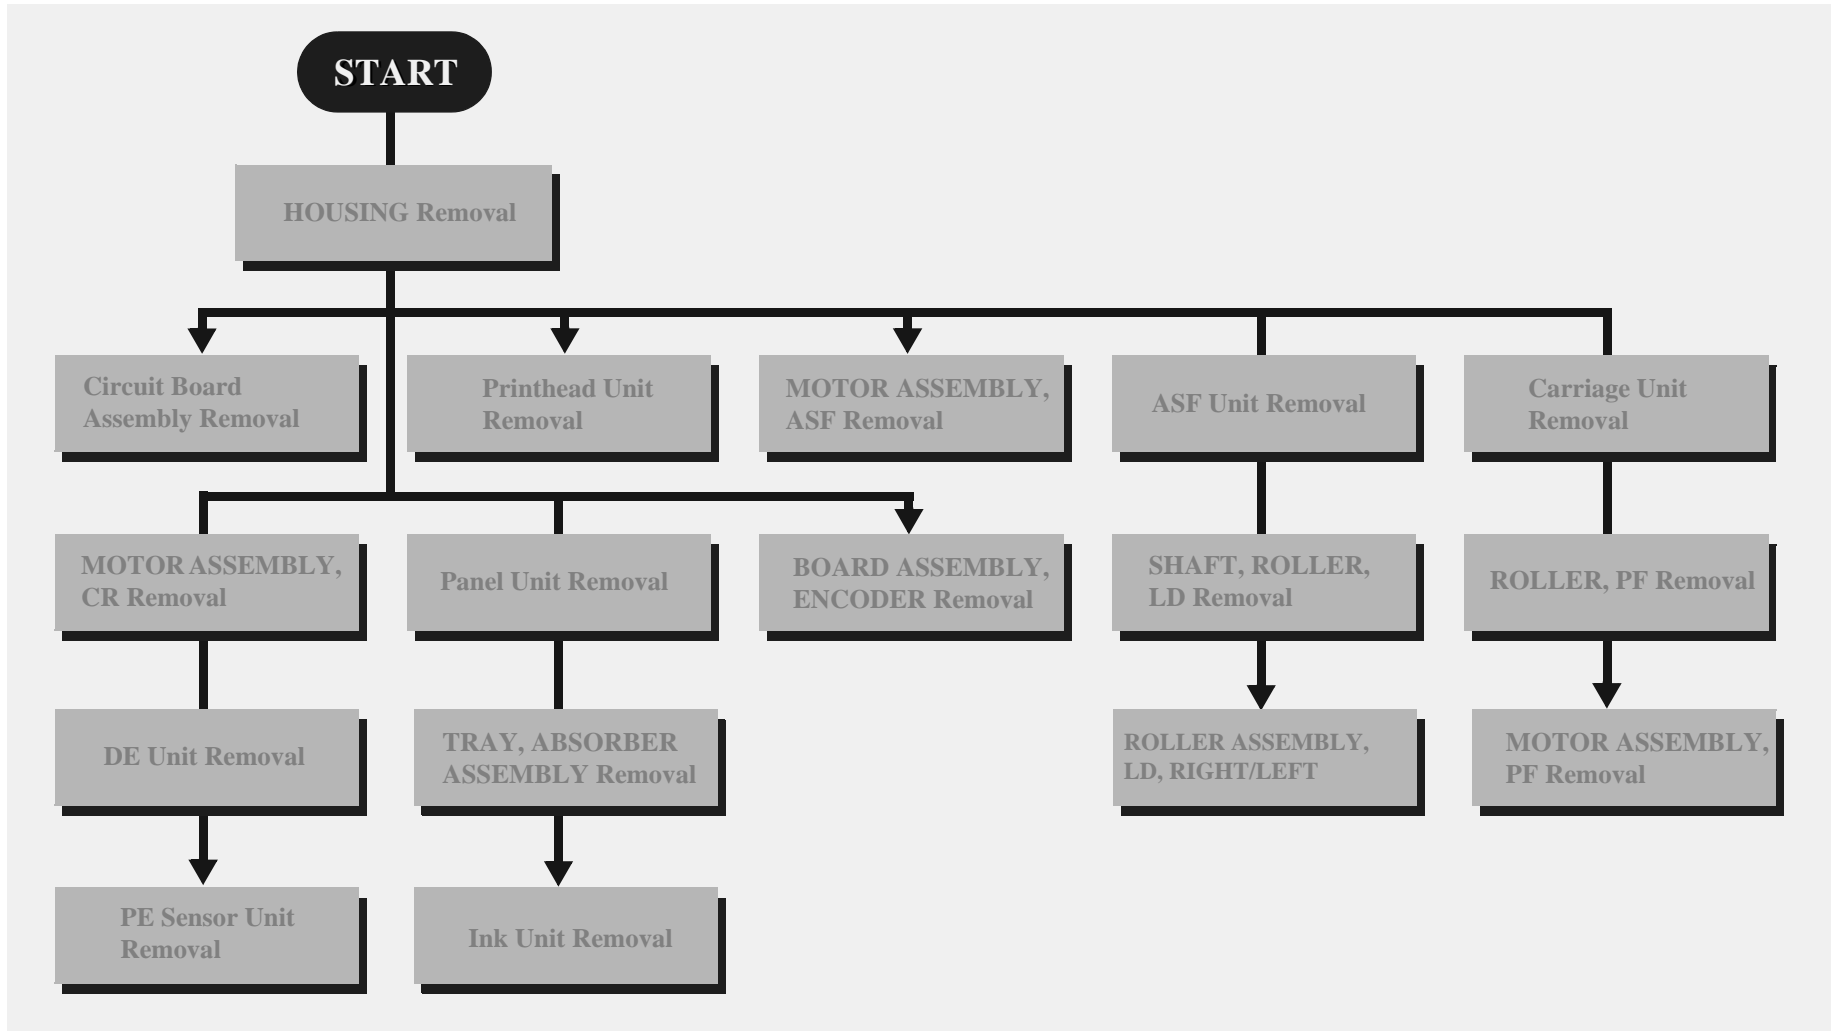 START
HOUSING Removal
Circuit Board
Assembly Removal
Printhead Unit
Removal
MOTOR ASSEMBLY,
ASF Removal
ASF Unit Removal
Carriage Unit
Removal
MOTOR ASSEMBLY,
CR Removal
Panel Unit Removal
BOARD ASSEMBLY,
ENCODER Removal
SHAFT, ROLLER,
LD Removal
ROLLER, PF Removal
DE Unit Removal
TRAY, ABSORBER
ASSEMBLY Removal
ROLLER ASSEMBLY,
LD, RIGHT/LEFT
MOTOR ASSEMBLY,
PF Removal
PE Sensor Unit
Removal
Ink Unit Removal